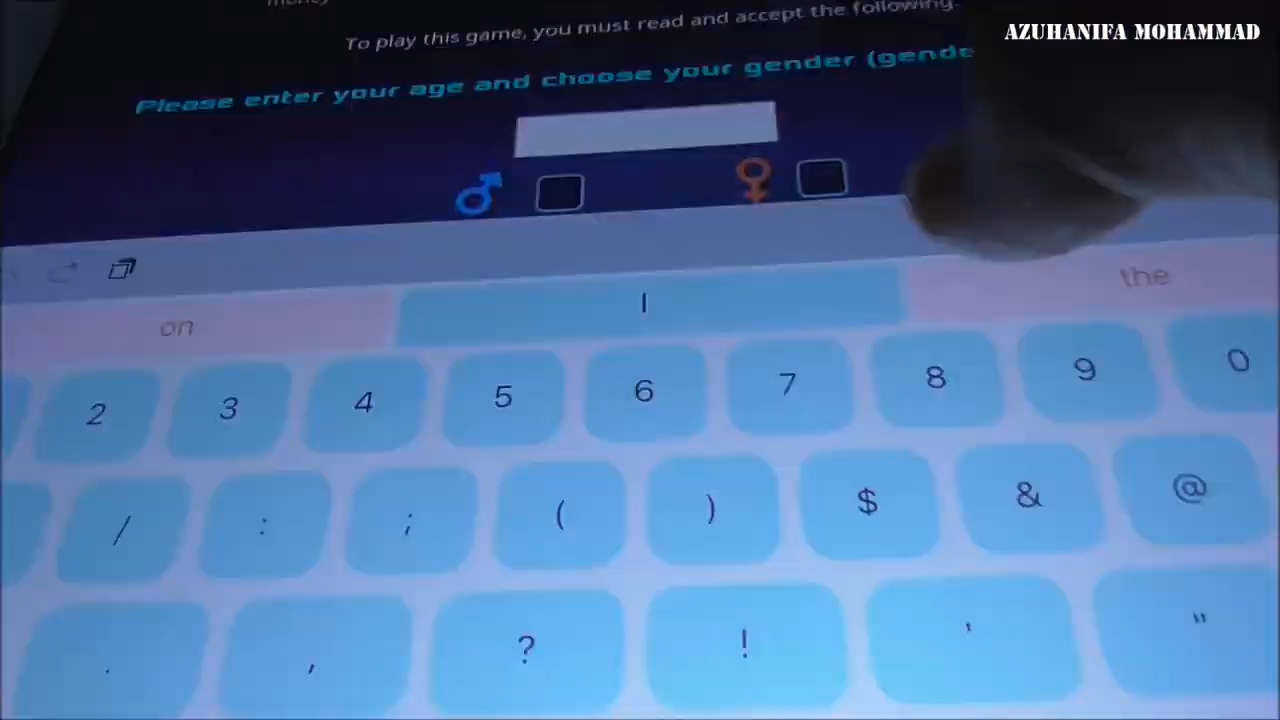 money
AZUHANIFA MOHAMMAD
To play this game, you must read and accept the following.
Please enter your age and choose your gender (gende
on I the
2 3 4 5 6 7 8 9 0
/ : ; ( ) $ & @
. , ? ! ' "